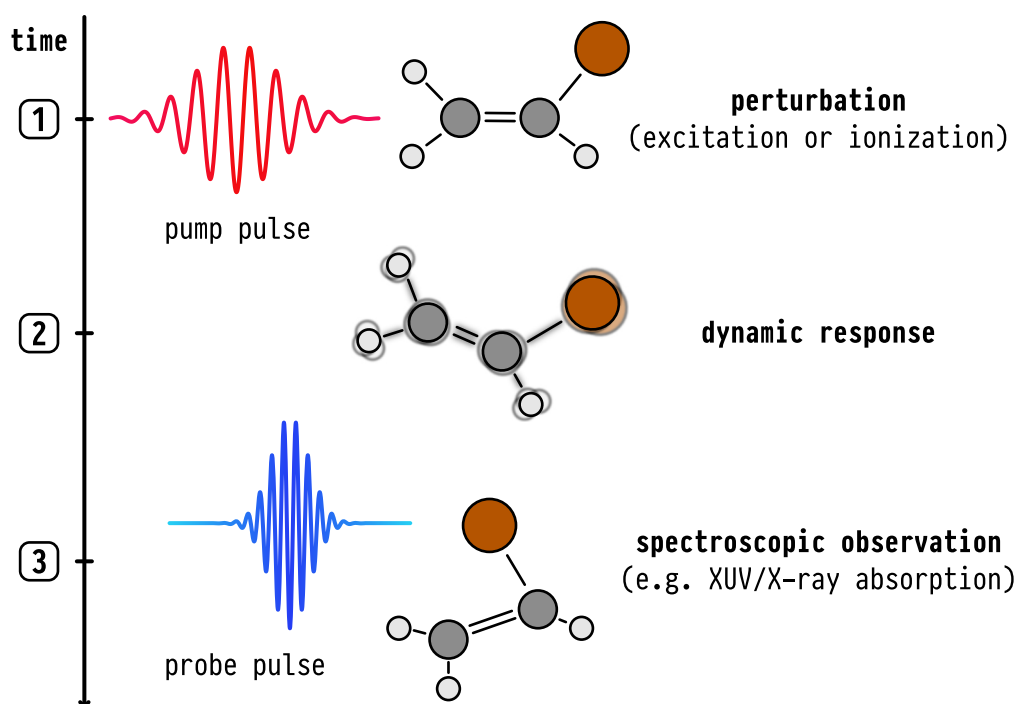 time
1
perturbation
(excitation or ionization)
pump pulse
2
dynamic response
3
spectroscopic observation
(e.g. XUV/X-ray absorption)
probe pulse